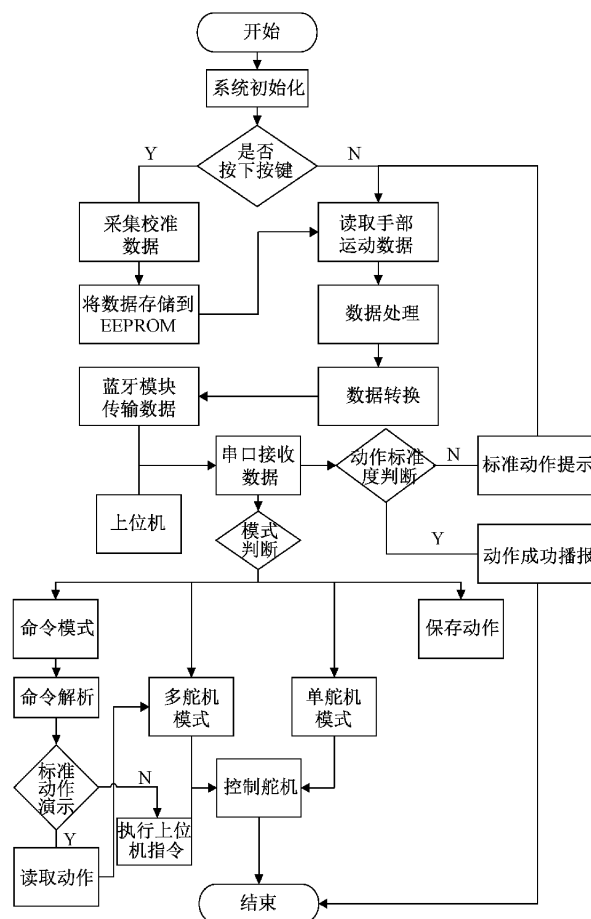 开始
系统初始化
是否
按下按键
Y
N
采集校准
数据
读取手部
运动数据
将数据存储到
EEPROM
数据处理
蓝牙模块
传输数据
数据转换
串口接收
数据
动作标准
度判断
N
标准动作提示
上位机
模式
判断
Y
动作成功播报
命令模式
保存动作
命令解析
多舵机
模式
单舵机
模式
标准
动作
演示
N
控制舵机
执行上位
机指令
Y
读取动作
结束